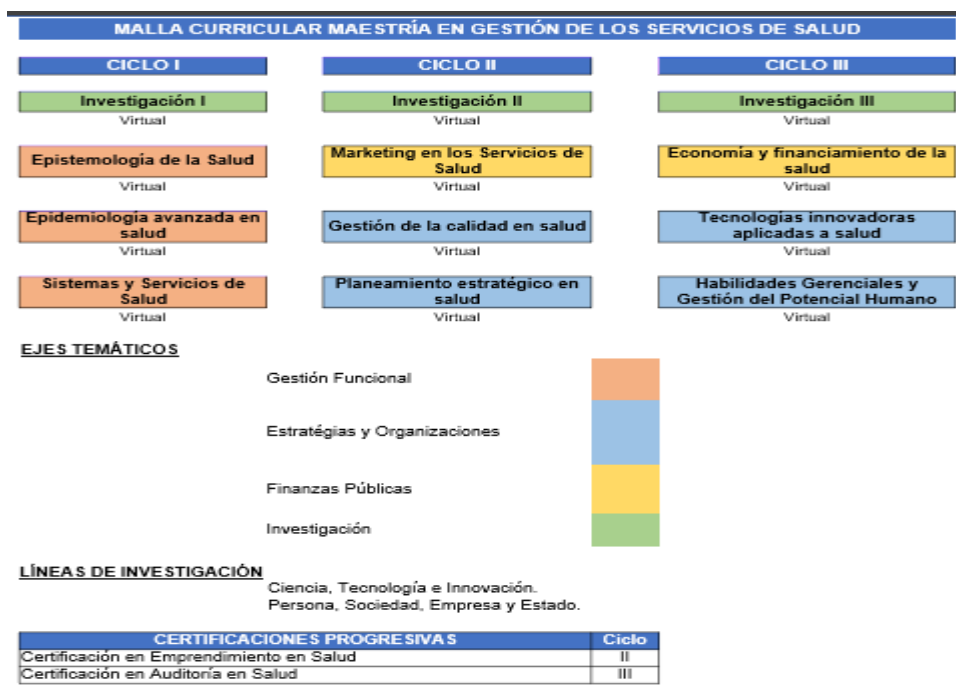 MALLA CURRICULAR MAESTRÍA EN GESTIÓN DE LOS SERVICIOS DE SALUD
CICLO I
CICLO II
CICLO III
Investigación I
Investigación II
Investigación III
Virtual
Virtual
Virtual
Epistemología de la Salud
Marketing en los Servicios de
Salud
Economía y financiamiento de la
salud
Virtual
Virtual
Virtual
Epidemiología avanzada en
salud
Gestión de la calidad en salud
Tecnologías innovadoras
aplicadas a salud
Virtual
Virtual
Virtual
Sistemas y Servicios de
Salud
Planeamiento estratégico en
salud
Habilidades Gerenciales y
Gestión del Potencial Humano
Virtual
Virtual
Virtual
EJES TEMÁTICOS
Gestión Funcional
Estratégias y Organizaciones
Finanzas Públicas
Investigación
LÍNEAS DE INVESTIGACIÓN
Ciencia, Tecnología e Innovación.
Persona, Sociedad, Empresa y Estado.
CERTIFICACIONES PROGRESIVAS Ciclo
Certificación en Emprendimiento en Salud II
Certificación en Auditoría en Salud III